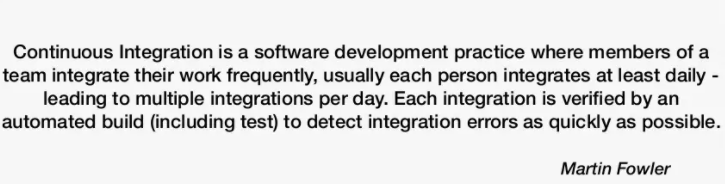 Continuous Integration is a software development practice where members of a
team integrate their work frequently, usually each person integrates at least daily -
leading to multiple integrations per day. Each integration is verified by an
automated build (including test) to detect integration errors as quickly as possible.
Martin Fowler